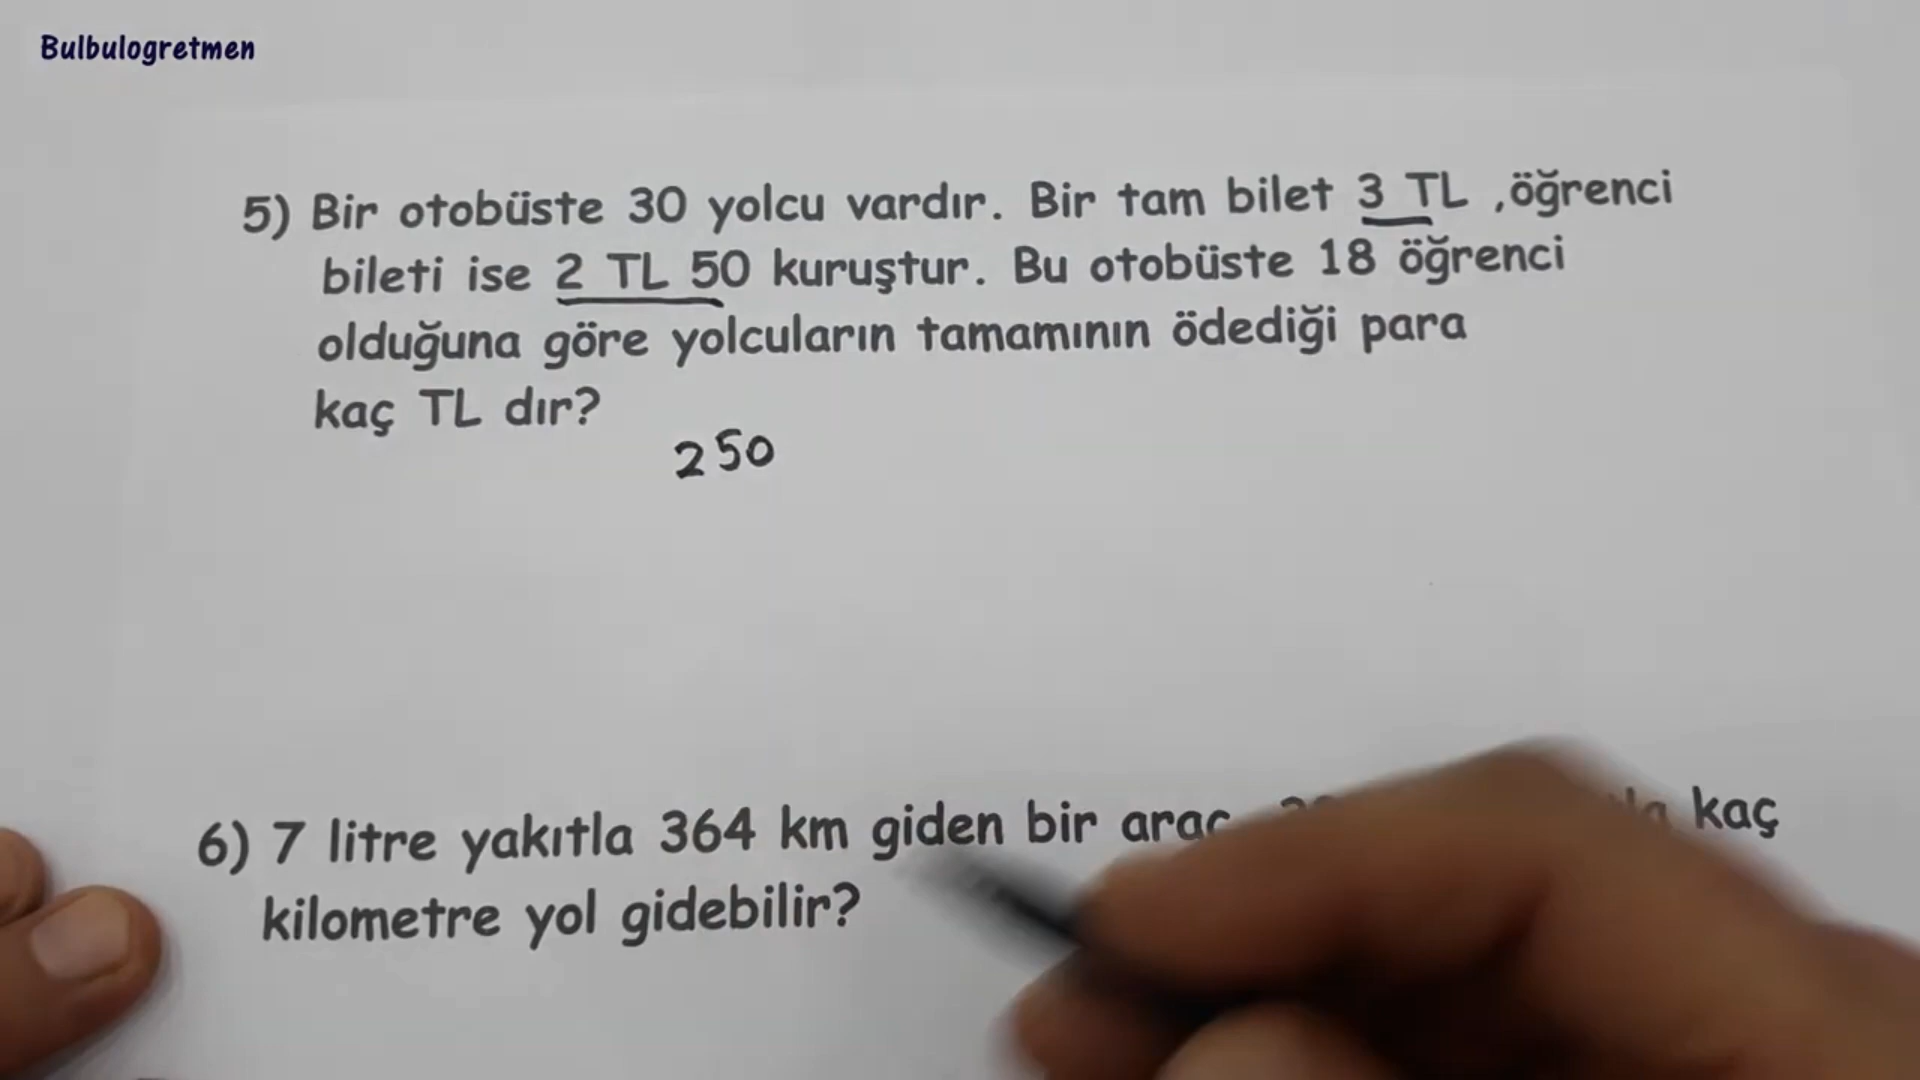 Bulbulogretmen
5) Bir otobüste 30 yolcu vardır. Bir tam bilet 3 TL ,öğrenci
bileti ise 2 TL 50 kuruştur. Bu otobüste 18 öğrenci
olduğuna göre yolcuların tamamının ödediği para
kaç TL dır?
250
6) 7 litre yakıtla 364 km giden bir araç kaç
kilometre yol gidebilir?